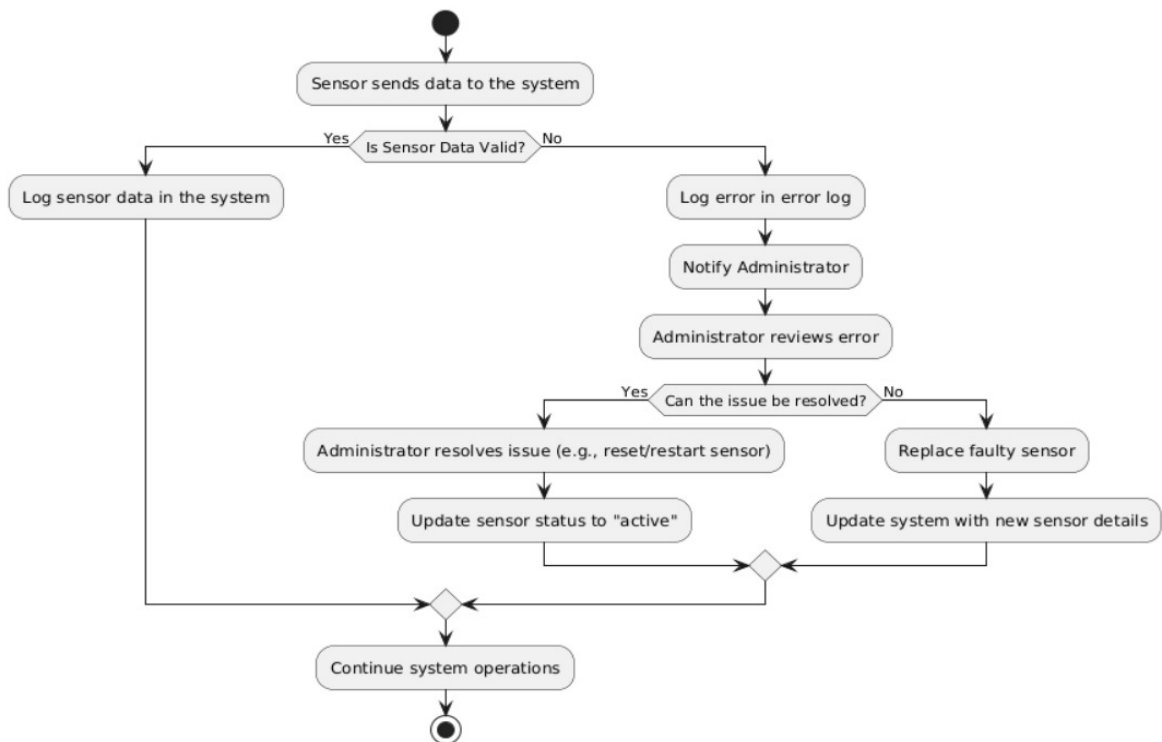 Sensor sends data to the system
Yes
Is Sensor Data Valid?
No
Log sensor data in the system
Log error in error log
Notify Administrator
Administrator reviews error
Yes
Can the issue be resolved?
No
Administrator resolves issue (e.g., reset/restart sensor)
Replace faulty sensor
Update sensor status to "active"
Update system with new sensor details
Continue system operations